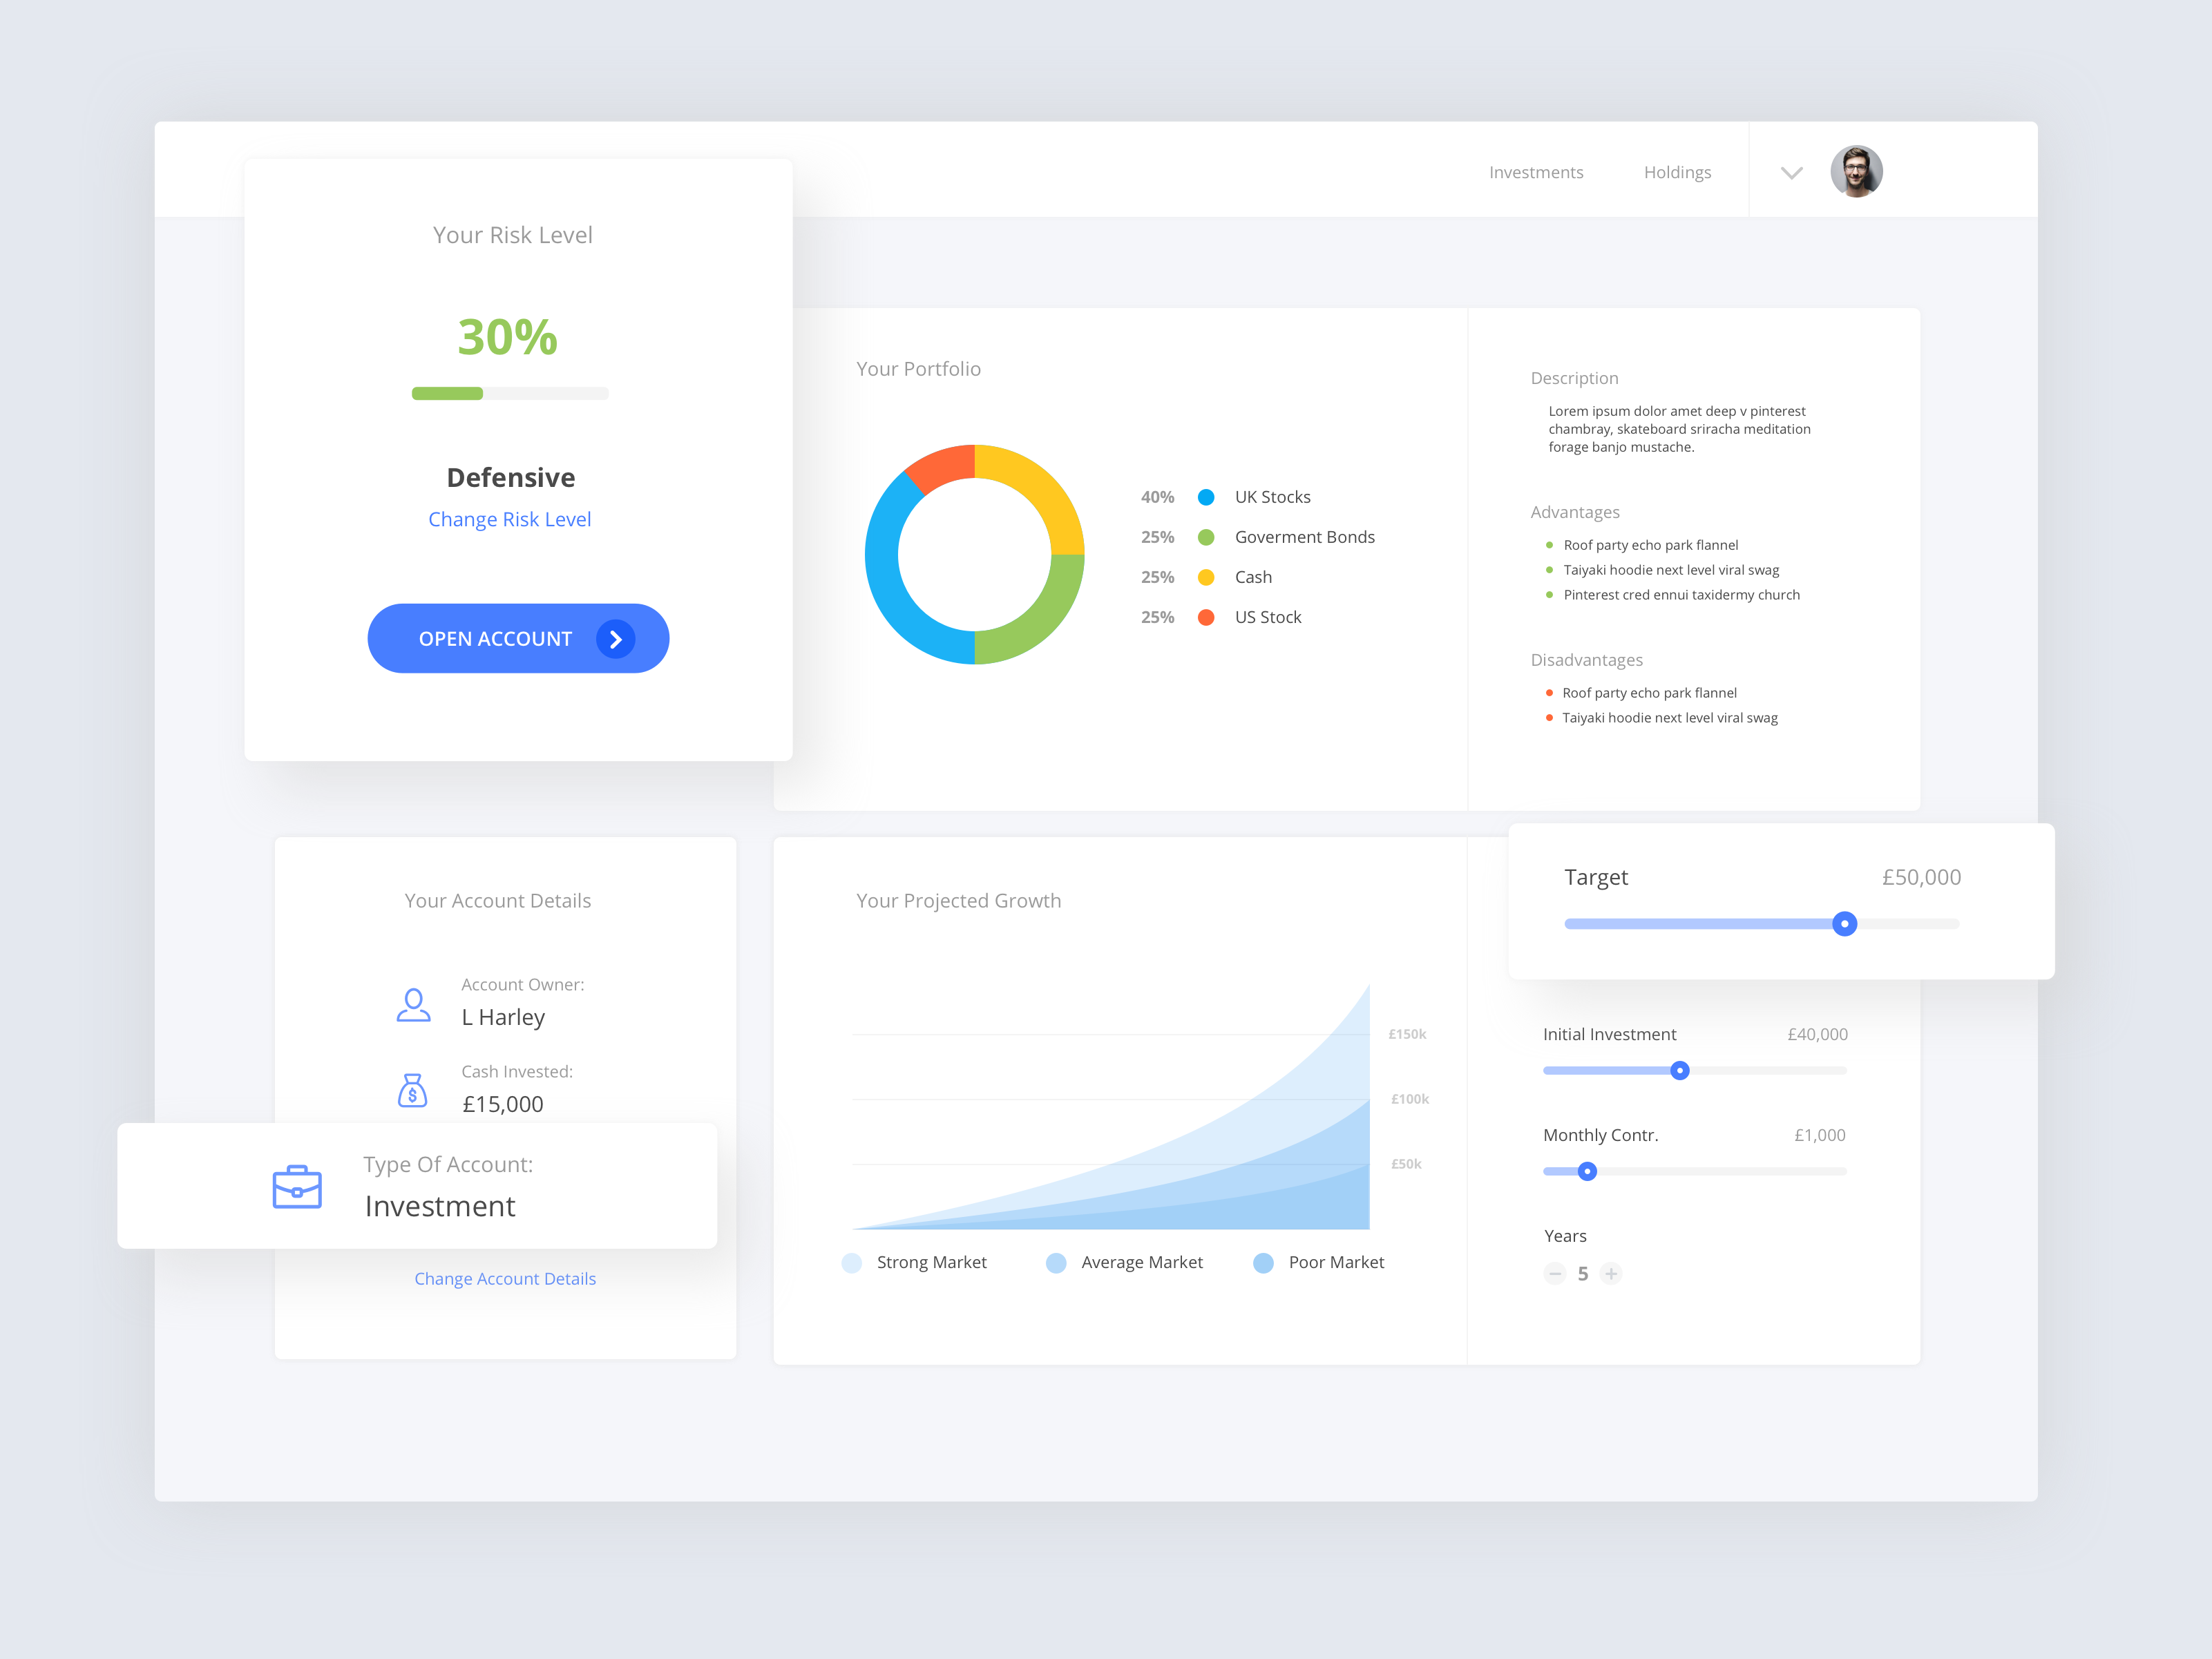 Investments
Holdings
Your Risk Level
30%
Defensive
Change Risk Level
OPEN ACCOUNT
Your Portfolio
40% UK Stocks
25% Goverment Bonds
25% Cash
25% US Stock
Description
Lorem ipsum dolor amet deep v pinterest
chambray, skateboard sriracha meditation
forage banjo mustache.
Advantages
Roof party echo park flannel
Taiyaki hoodie next level viral swag
Pinterest cred ennui taxidermy church
Disadvantages
Roof party echo park flannel
Taiyaki hoodie next level viral swag
Your Account Details
Account Owner:
L Harley
Cash Invested:
$
£15,000
Type Of Account:
Investment
Change Account Details
Your Projected Growth
£150k
£100k
£50k
Strong Market
Average Market
Poor Market
Target £50,000
Initial Investment £40,000
Monthly Contr. £1,000
Years
− 5 +